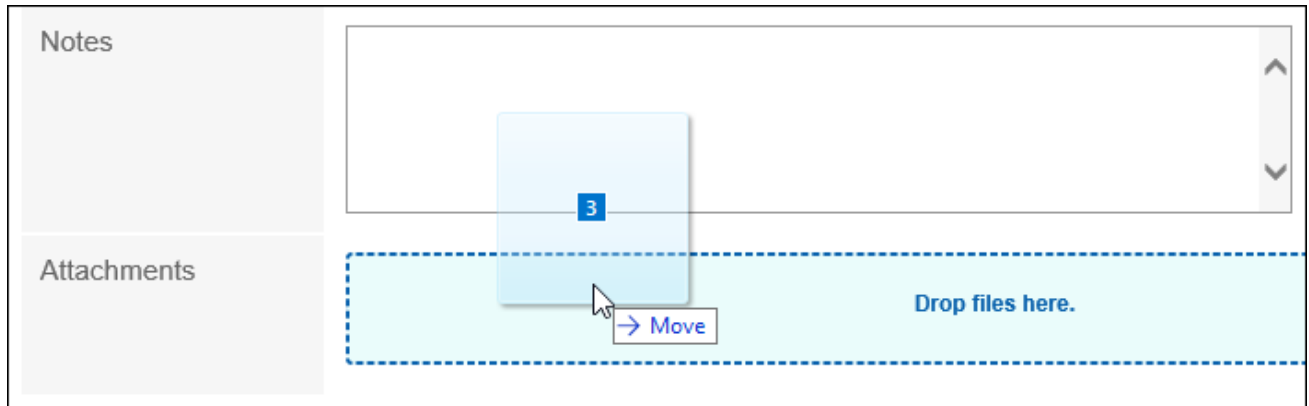 Notes
3
Attachments
Drop files here.
→ Move